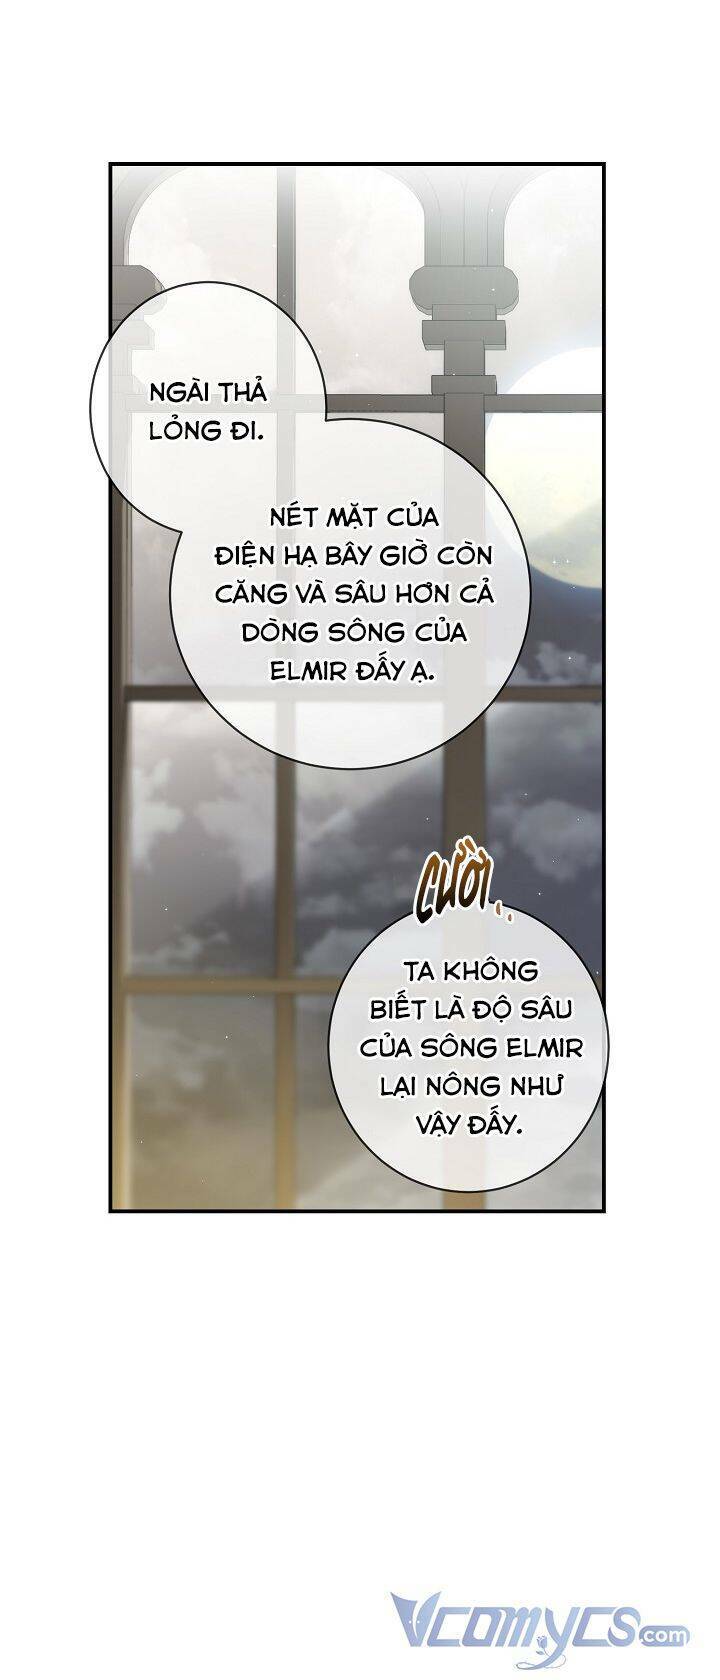 NGÀI THẢ
LỎNG ĐI.
NÉT MẶT CỦA
ĐIỆN HẠ BÂY GIỜ CÒN
CĂNG VÀ SÂU HƠN CẢ
DÒNG SÔNG CỦA
ELMIR ĐẤY Ạ.
CƯỜI
TA KHÔNG
BIẾT LÀ ĐỘ SÂU
CỦA SÔNG ELMIR
LẠI NÔNG NHƯ
VẬY ĐẤY.
VCOMYCS.com